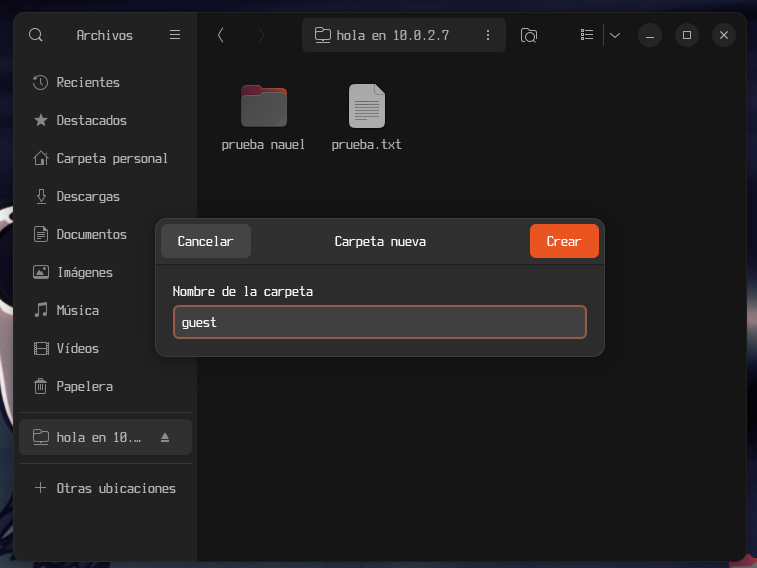 Archivos
hola en 10.0.2.7
Recientes
Destacados
Carpeta personal
Descargas
Documentos
Imágenes
Música
Vídeos
Papelera
hola en 10.…
Otras ubicaciones
prueba nauel
prueba.txt
Cancelar
Carpeta nueva
Crear
Nombre de la carpeta
guest